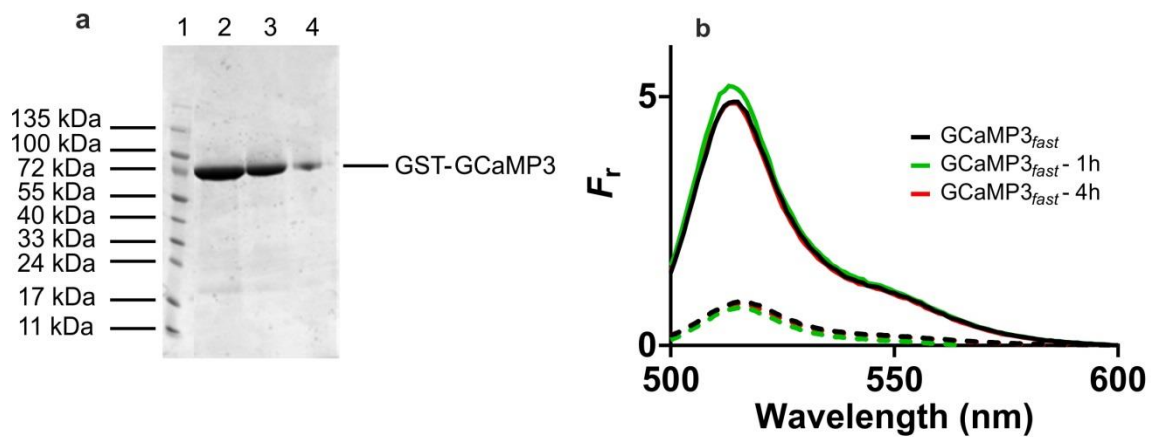 a
1 2 3 4
135 kDa
100 kDa
72 kDa
55 kDa
40 kDa
33 kDa
24 kDa
17 kDa
11 kDa
GST-GCaMP3
b
5
0
Fr
500 550 600
Wavelength (nm)
GCaMP3fast
GCaMP3fast - 1h
GCaMP3fast - 4h